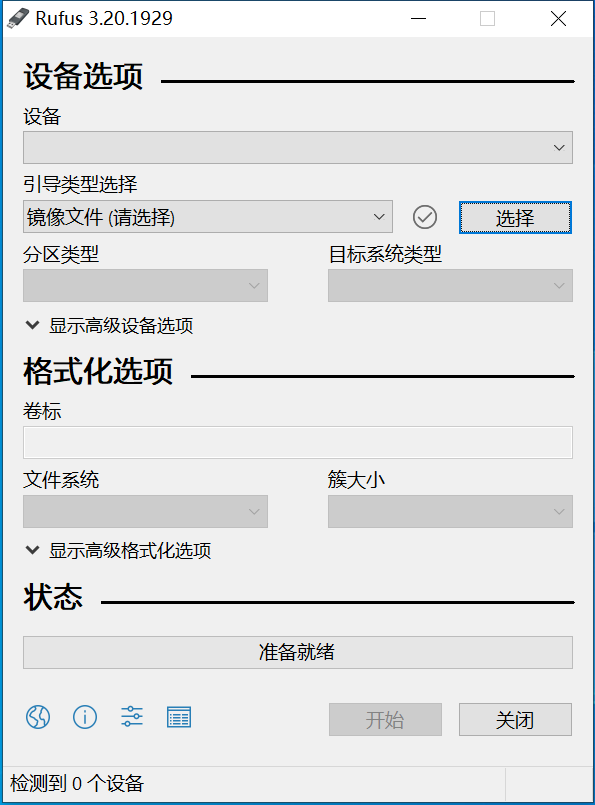 Rufus 3.20.1929
设备选项
设备
引导类型选择
镜像文件 (请选择)
选择
分区类型
目标系统类型
显示高级设备选项
格式化选项
卷标
文件系统
簇大小
显示高级格式化选项
状态
准备就绪
开始
关闭
检测到 0 个设备